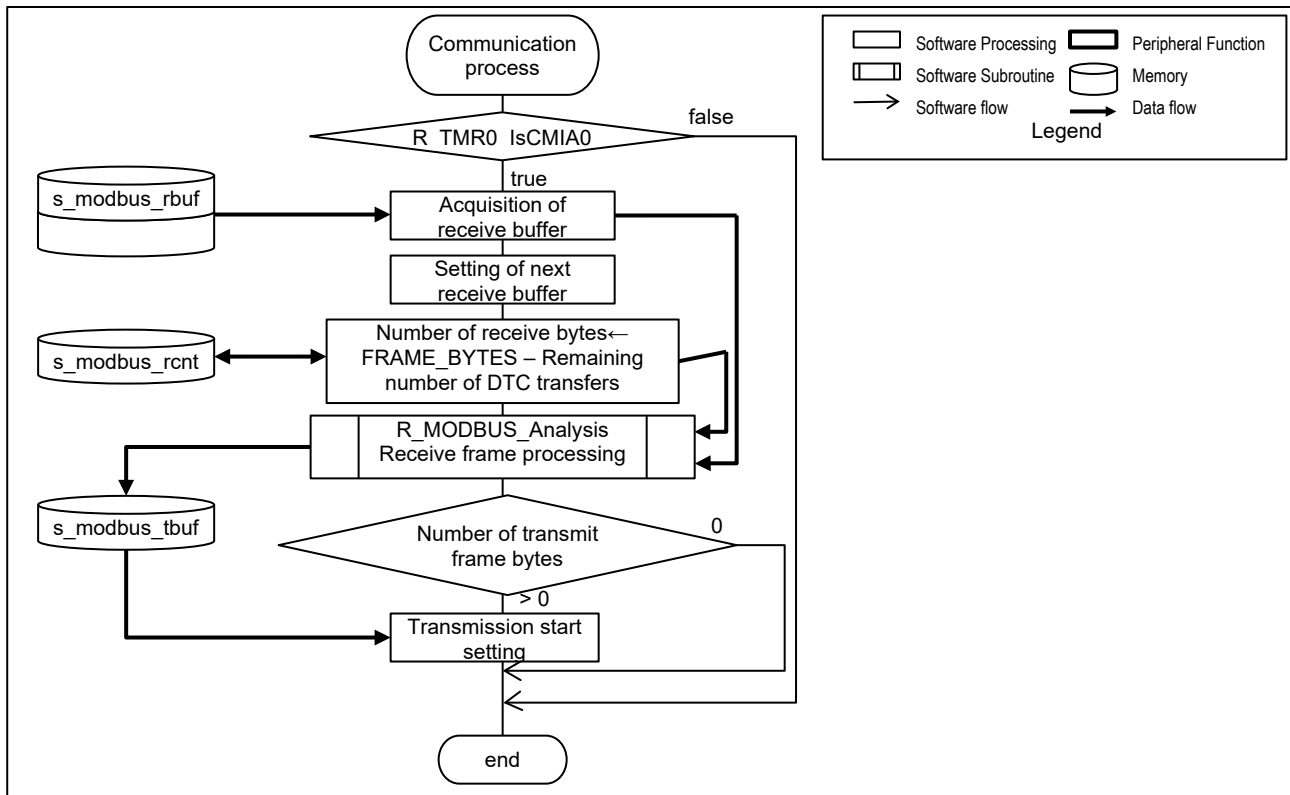 Communication
process
R_TMR0_IsCMIA0
false
true
s_modbus_rbuf
Acquisition of
receive buffer
Setting of next
receive buffer
s_modbus_rcnt
Number of receive bytes←
FRAME_BYTES – Remaining
number of DTC transfers
R_MODBUS_Analysis
Receive frame processing
s_modbus_tbuf
Number of transmit
frame bytes
0
> 0
Transmission start
setting
end
Software Processing
Peripheral Function
Software Subroutine
Memory
Software flow
Data flow
Legend